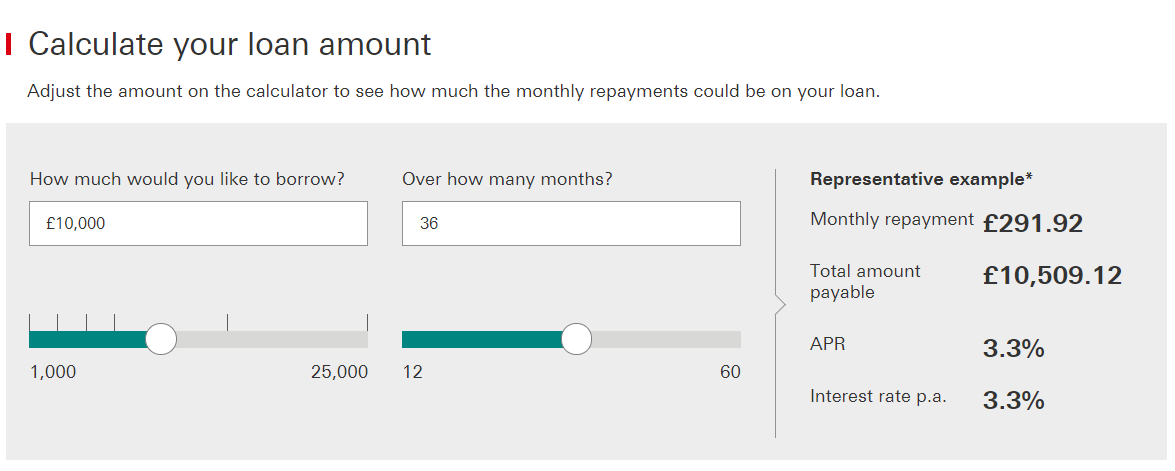 Calculate your loan amount
Adjust the amount on the calculator to see how much the monthly repayments could be on your loan.
How much would you like to borrow?
£10,000
1,000 25,000
Over how many months?
36
12 60
Representative example*
Monthly repayment £291.92
Total amount
payable £10,509.12
APR 3.3%
Interest rate p.a. 3.3%